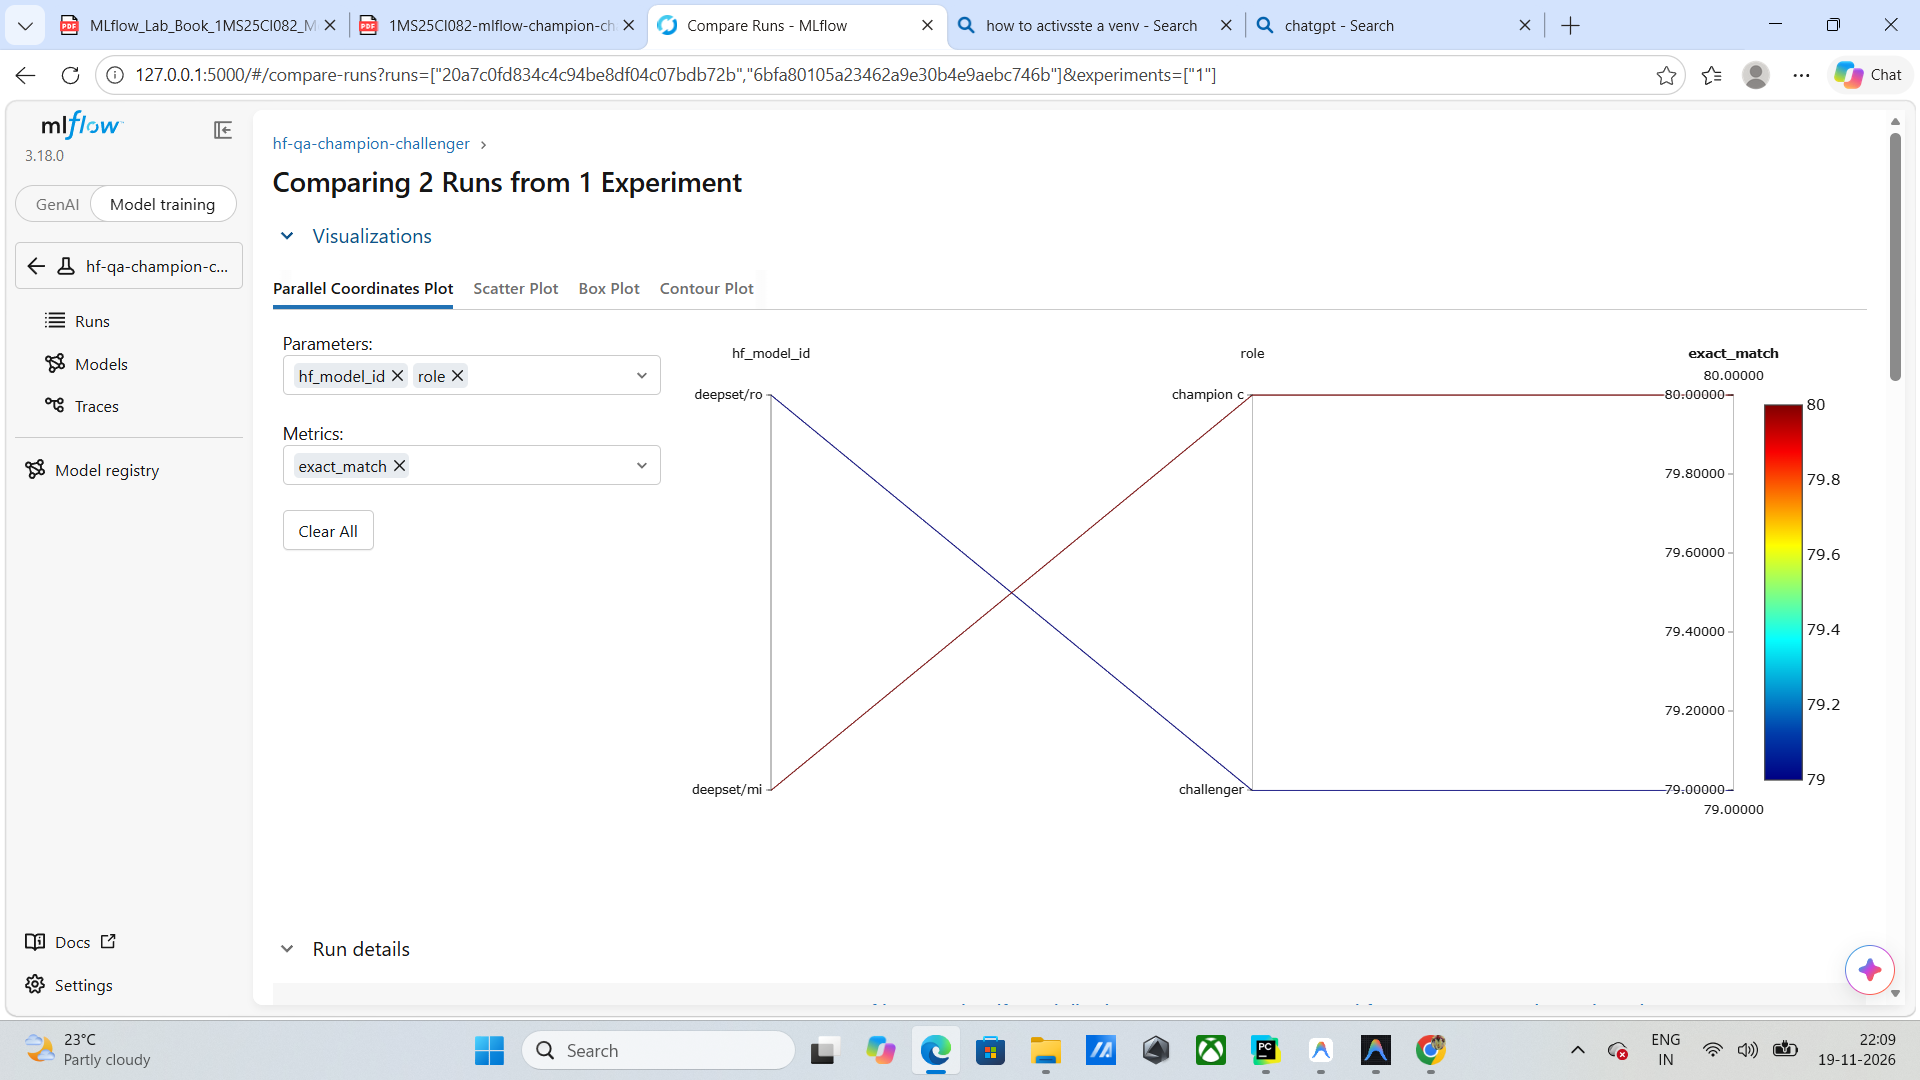 MLflow_Lab_Book_1MS25CI082_M
1MS25CI082-mlflow-champion-ch
Compare Runs - MLflow
how to activsste a venv - Search
chatgpt - Search
127.0.0.1:5000/#/compare-runs?runs=["20a7c0fd834c4c94be8df04c07bdb72b","6bfa80105a23462a9e30b4e9aebc746b"]&experiments=["1"]
Chat
mlflow
3.18.0
GenAI
Model training
hf-qa-champion-c...
Runs
Models
Traces
Model registry
Docs
Settings
hf-qa-champion-challenger
Comparing 2 Runs from 1 Experiment
Visualizations
Parallel Coordinates Plot
Scatter Plot
Box Plot
Contour Plot
Parameters:
hf_model_id
role
Metrics:
exact_match
Clear All
hf_model_id
deepset/ro
deepset/mi
role
champion c
challenger
exact_match
80.00000
80.00000
79.80000
79.60000
79.40000
79.20000
79.00000
79.00000
80
79.8
79.6
79.4
79.2
79
Run details
23°C
Partly cloudy
Search
PC
ENG
IN
22:09
19-11-2026